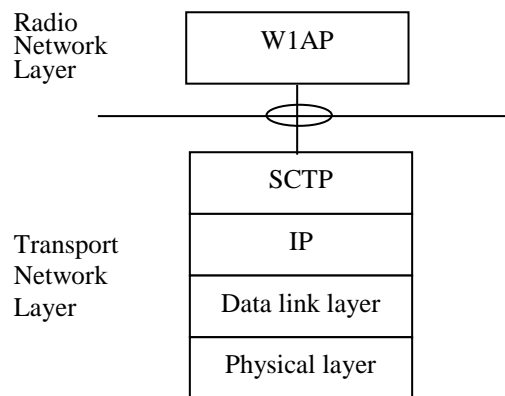 Radio
Network
Layer
W1AP
SCTP
IP
Transport
Network
Layer
Data link layer
Physical layer